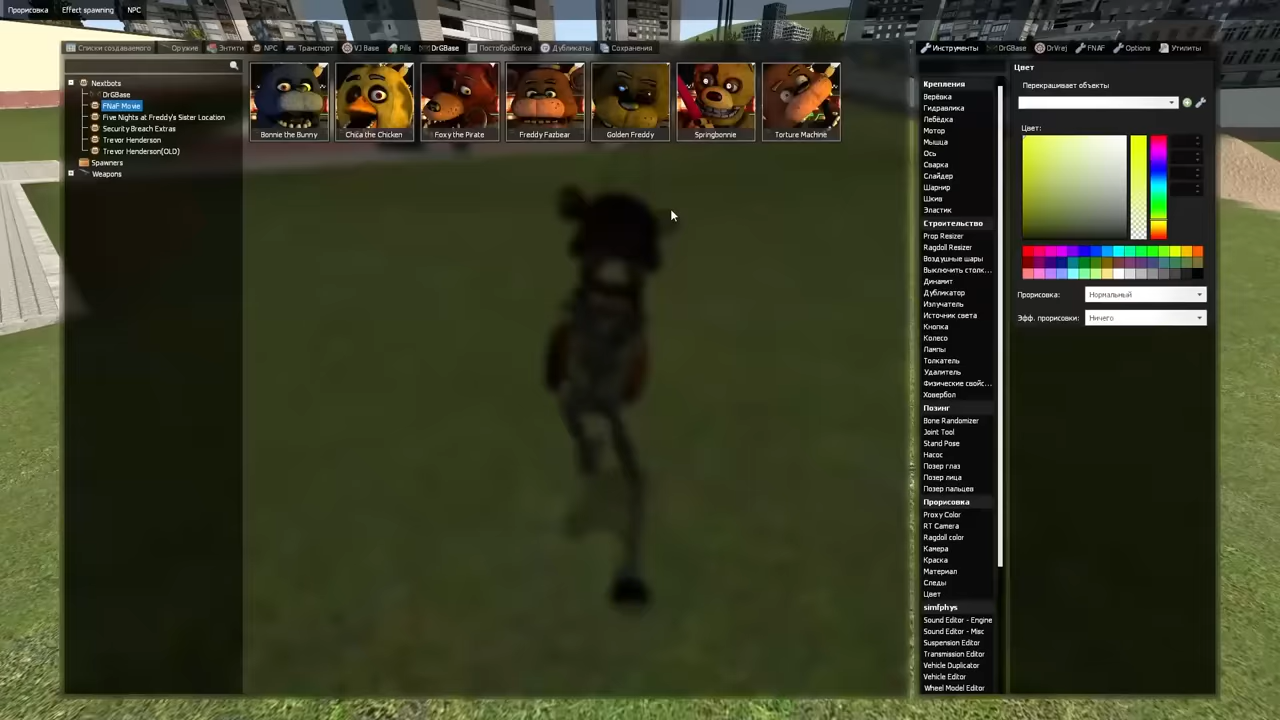 Прорисовка Effect spawning NPC
Списки создаваемого Оружие Энтити NPC Транспорт VJ Base Pills DrGBase Постобработка Дубликаты Сохранения
Nextbots
DrGBase
FNaF Movie
Five Nights at Freddy's Sister Location
Security Breach Extras
Trevor Henderson
Trevor Henderson(OLD)
Spawners
Weapons
Bonnie the Bunny Chica the Chicken Foxy the Pirate Freddy Fazbear Golden Freddy Springbonnie Torture Machine
Инструменты DrGBase DrVrej FNAF Options Утилиты
Крепления
Верёвка
Гидравлика
Лебёдка
Мотор
Мышца
Ось
Сварка
Слайдер
Шарнир
Шкив
Эластик
Строительство
Prop Resizer
Ragdoll Resizer
Воздушные шары
Выключить столк...
Динамит
Дубликатор
Излучатель
Источник света
Кнопка
Колесо
Лампы
Толкатель
Удалитель
Физические свойс...
Ховербол
Позинг
Bone Randomizer
Joint Tool
Stand Pose
Насос
Позер глаз
Позер лица
Позер пальцев
Прорисовка
Proxy Color
RT Camera
Ragdoll color
Камера
Краска
Материал
Следы
Цвет
simfphys
Sound Editor - Engine
Sound Editor - Misc
Suspension Editor
Transmission Editor
Vehicle Duplicator
Vehicle Editor
Wheel Model Editor
Цвет
Перекрашивает объекты
Цвет:
Прорисовка: Нормальный
Эфф. прорисовки: Ничего